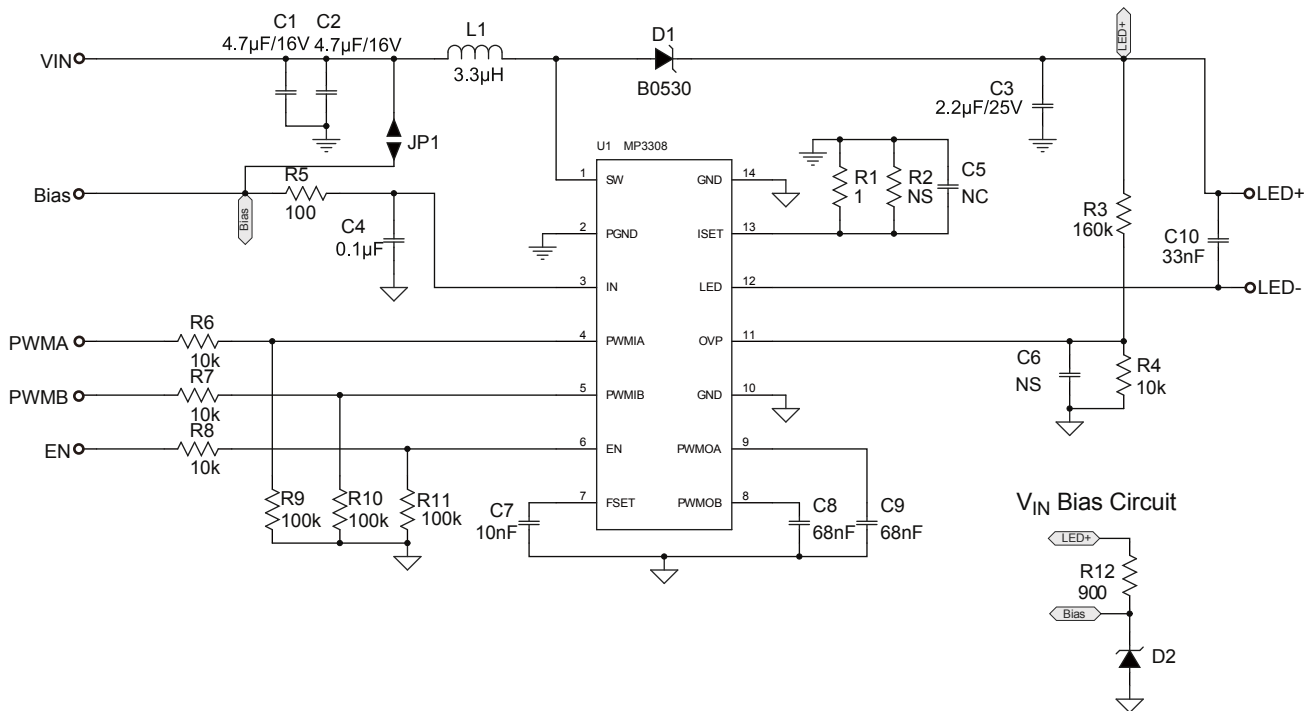 C1
C2
4.7µF/16V
4.7µF/16V
L1
3.3µH
D1
B0530
LED+
VIN
C3
2.2µF/25V
JP1
U1 MP3308
Bias
Bias
R5
100
C4
0.1µF
R1
1
R2
NS
C5
NC
R3
160k
C10
33nF
LED+
LED-
1
SW
GND
14
2
PGND
ISET
13
3
IN
LED
12
4
PWMIA
OVP
11
5
PWMIB
GND
10
6
EN
PWMOA
9
7
FSET
PWMOB
8
PWMA
R6
10k
PWMB
R7
10k
EN
R8
10k
R9
100k
R10
100k
R11
100k
C6
NS
R4
10k
C7
10nF
C8
68nF
C9
68nF
VIN Bias Circuit
LED+
R12
900
Bias
D2